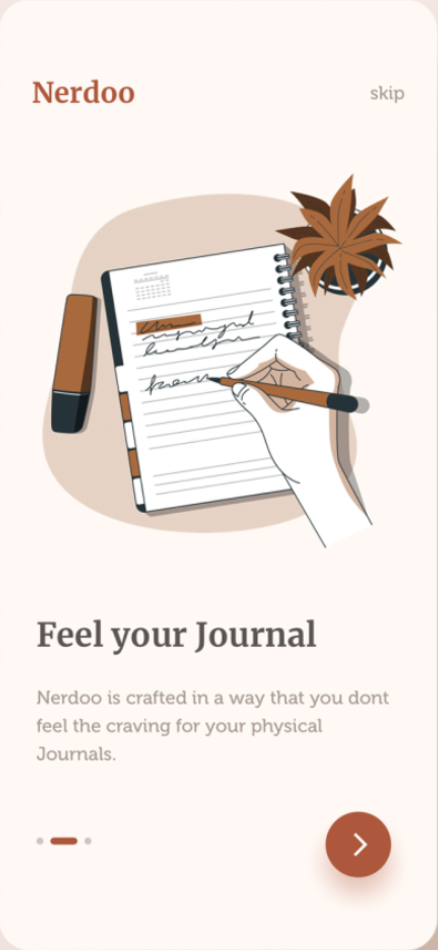 Nerdoo
skip
Feel your Journal
Nerdoo is crafted in a way that you dont
feel the craving for your physical
Journals.